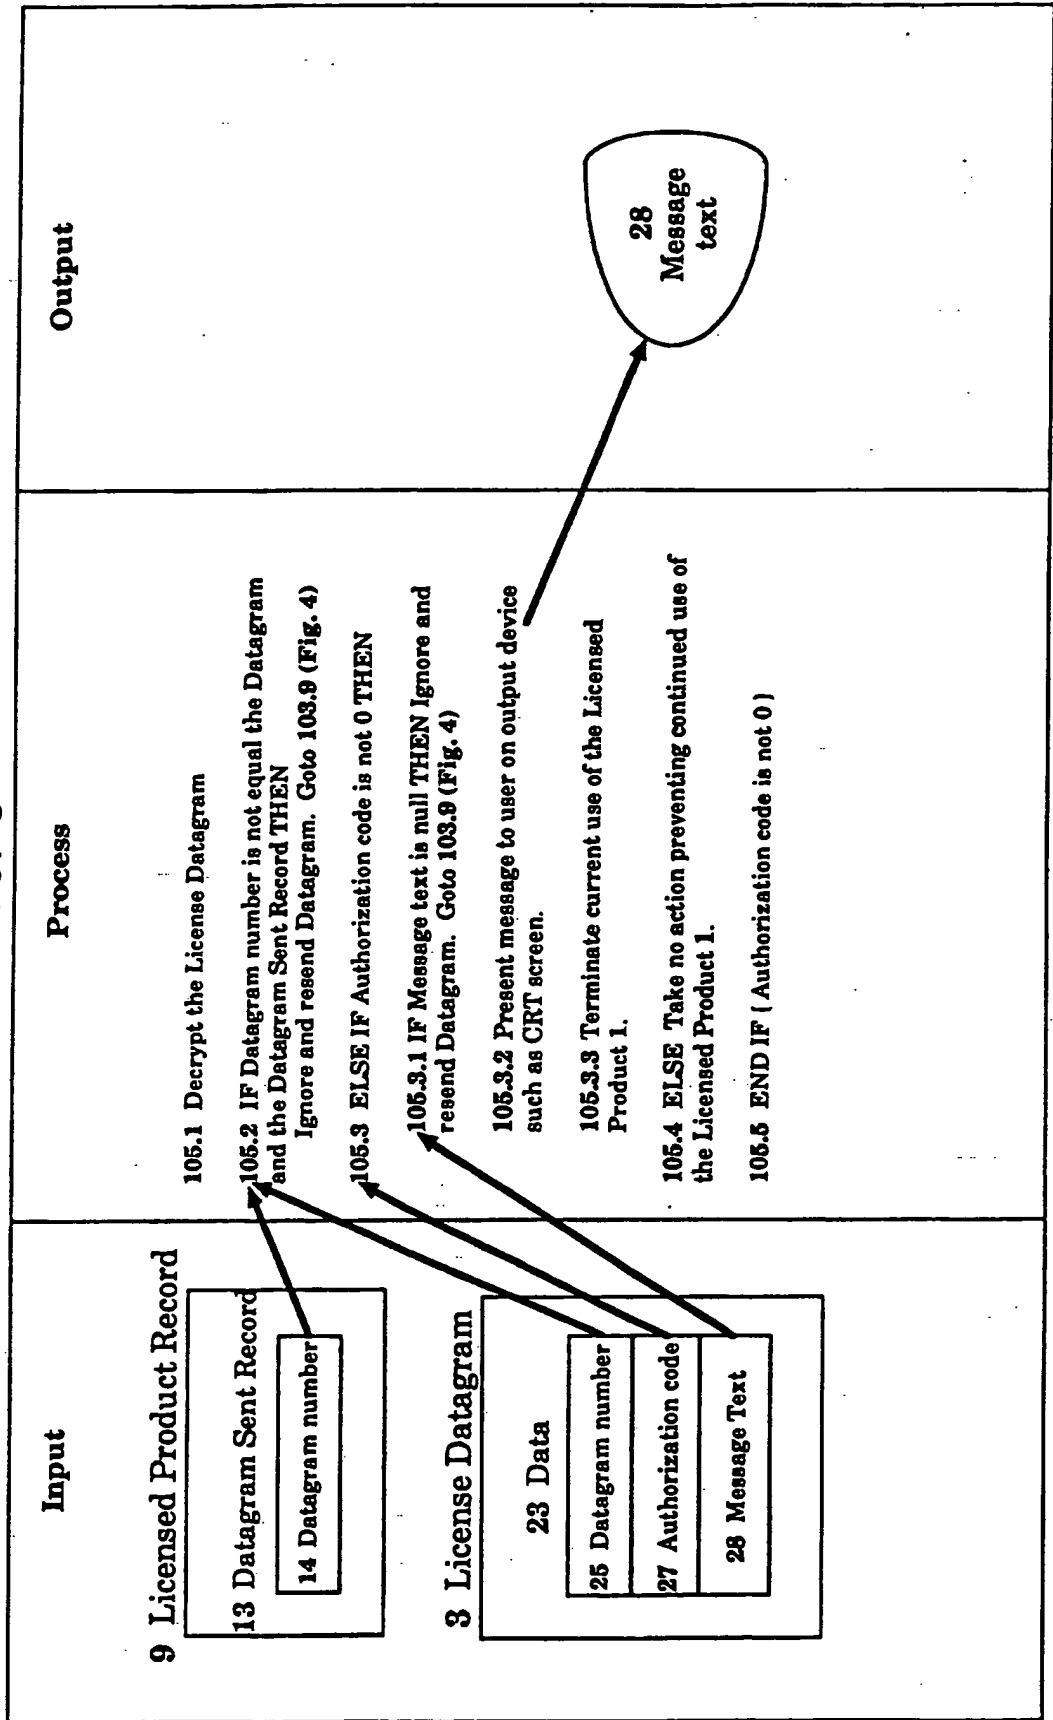 Input
Process
Output
9 Licensed Product Record
13 Datagram Sent Record
14 Datagram number
3 License Datagram
23 Data
25 Datagram number
27 Authorization code
28 Message Text
105.1 Decrypt the License Datagram
105.2 IF Datagram number is not equal the Datagram
and the Datagram Sent Record THEN
Ignore and resend Datagram. Goto 103.9 (Fig. 4)
105.3 ELSE IF Authorization code is not 0 THEN
105.3.1 IF Message text is null THEN Ignore and
resend Datagram. Goto 103.9 (Fig. 4)
105.3.2 Present message to user on output device
such as CRT screen.
105.3.3 Terminate current use of the Licensed
Product 1.
105.4 ELSE Take no action preventing continued use of
the Licensed Product 1.
105.5 END IF ( Authorization code is not 0 )
28
Message
text